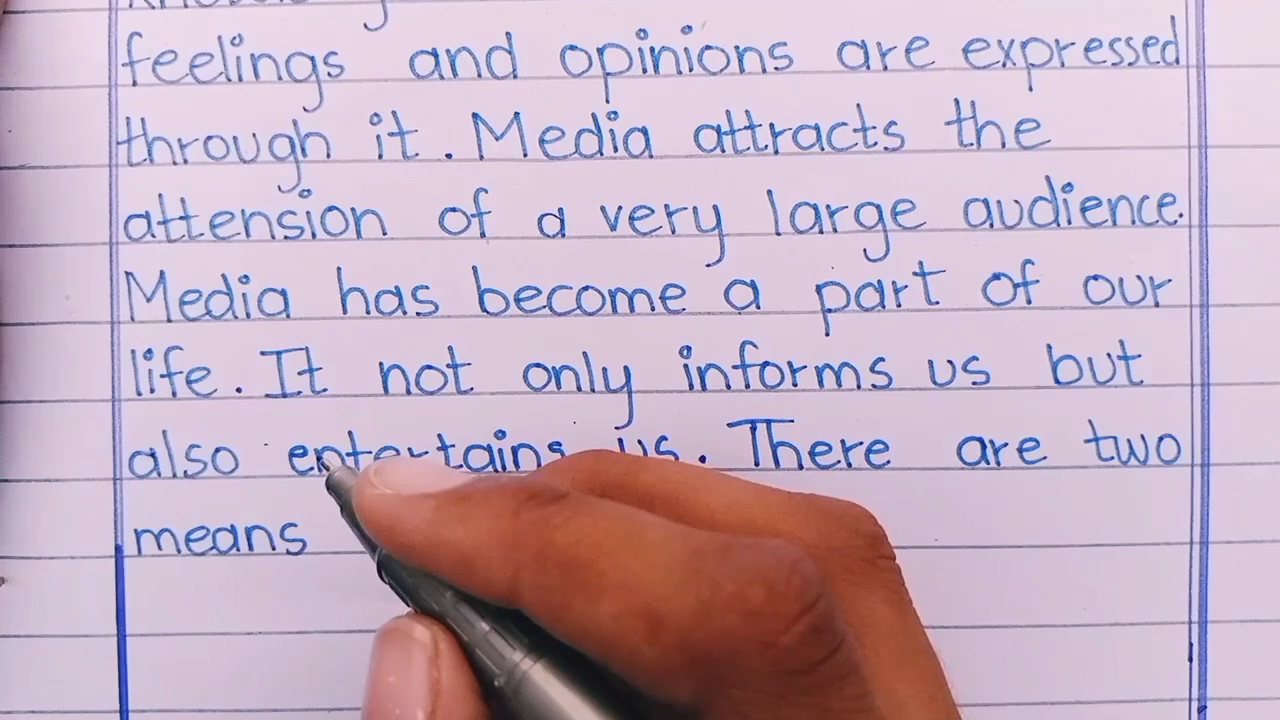 feelings and opinions are expressed
through it. Media attracts the
attension of a very large audience.
Media has become a part of our
life. It not only informs us but
also entertains us. There are two
means